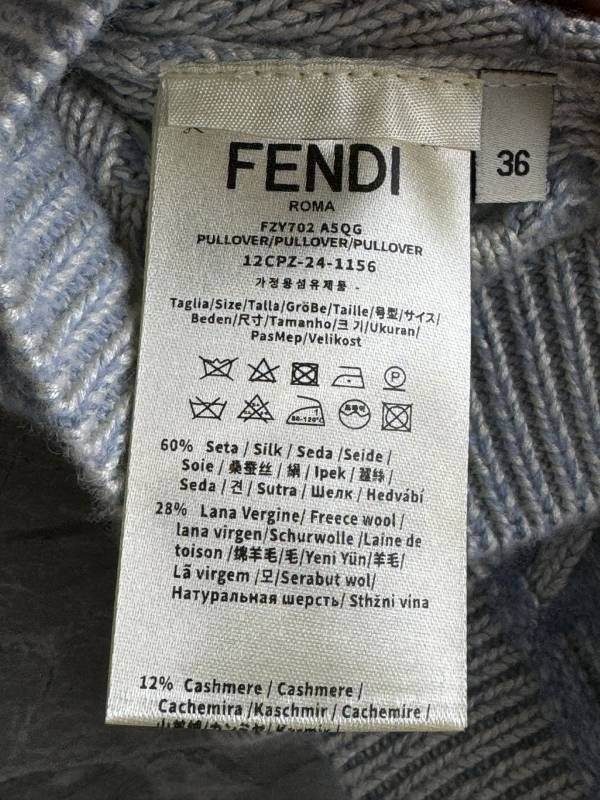 FENDI
ROMA
36
FZY702 A5QG
PULLOVER/PULLOVER/PULLOVER
12CPZ-24-1156
가정용섬유제품 -
Taglia/Size/Talla/GröBe/Taille/号型/サイズ/
Beden/尺寸/Tamanho/크기/Ukuran/
PasMep/Velikost
P
1
80-120°C
60% Seta / Silk / Seda /Seide /
Soie / 桑蚕丝 / 絹 / Ipek / 蠶絲/
Seda / 견 / Sutra / Шелк / Hedvábí
28% Lana Vergine/ Freece wool /
lana virgen/Schurwolle /Laine de
toison /绵羊毛/毛/Yeni Yün/羊毛/
Lã virgem /모/Serabut wol/
Натуральная шерсть/ Sthžni vina
12% Cashmere / Cashmere /
Cachemira /Kaschmir / Cachemire /